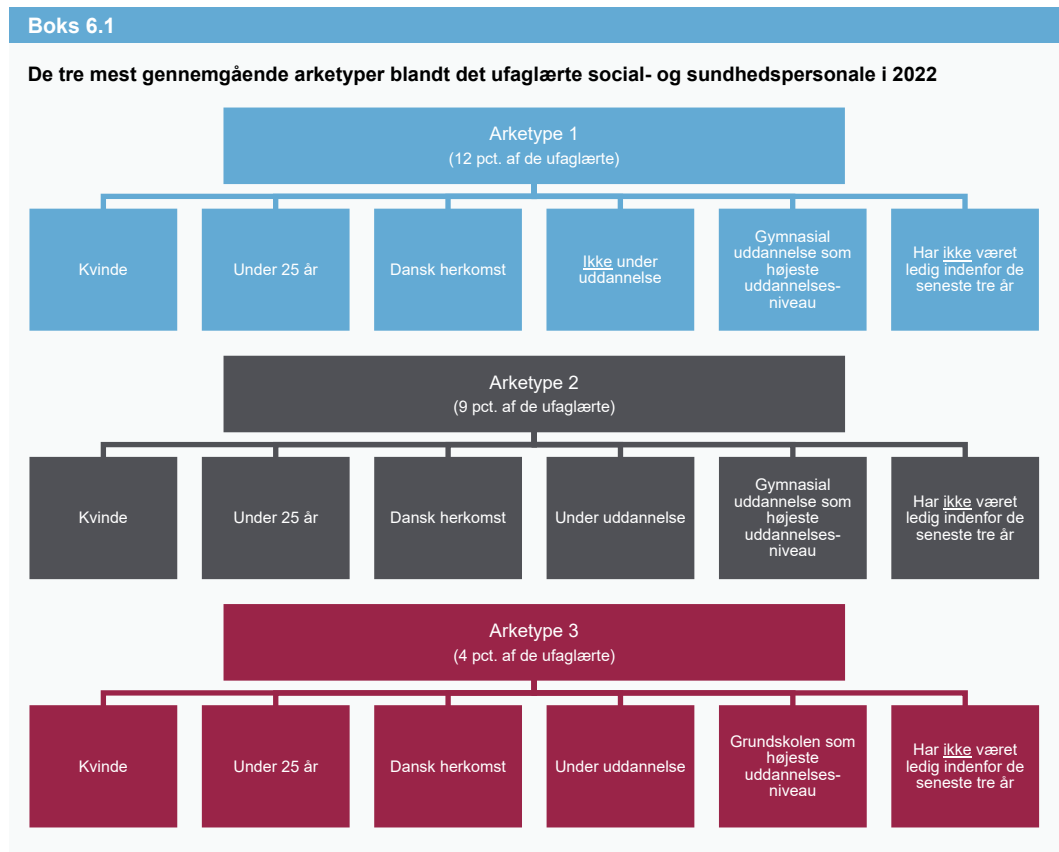 Boks 6.1
De tre mest gennemgående arketyper blandt det ufaglærte social- og sundhedspersonale i 2022
Arketype 1
(12 pct. af de ufaglærte)
Kvinde
Under 25 år
Dansk herkomst
Ikke under
uddannelse
Gymnasial
uddannelse som
højeste
uddannelses-
niveau
Har ikke været
ledig indenfor de
seneste tre år
Arketype 2
(9 pct. af de ufaglærte)
Kvinde
Under 25 år
Dansk herkomst
Under uddannelse
Gymnasial
uddannelse som
højeste
uddannelses-
niveau
Har ikke været
ledig indenfor de
seneste tre år
Arketype 3
(4 pct. af de ufaglærte)
Kvinde
Under 25 år
Dansk herkomst
Under uddannelse
Grundskolen som
højeste
uddannelses-
niveau
Har ikke været
ledig indenfor de
seneste tre år